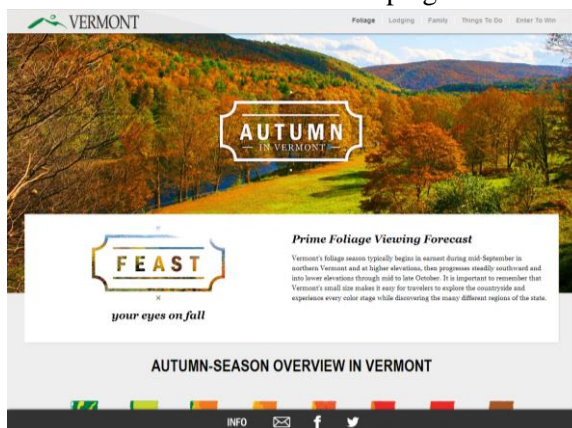 VERMONT
Foliage Lodging Family Things To Do Enter To Win
AUTUMN
IN VERMONT
FEAST
your eyes on fall
Prime Foliage Viewing Forecast
Vermont's foliage season typically begins in earnest during mid-September in
northern Vermont and at higher elevations, then progresses steadily southward and
into lower elevations through mid to late October. It is important to remember that
Vermont's small size makes it easy for travelers to explore the countryside and
experience every color stage while discovering the many different regions of the state.
AUTUMN-SEASON OVERVIEW IN VERMONT
INFO